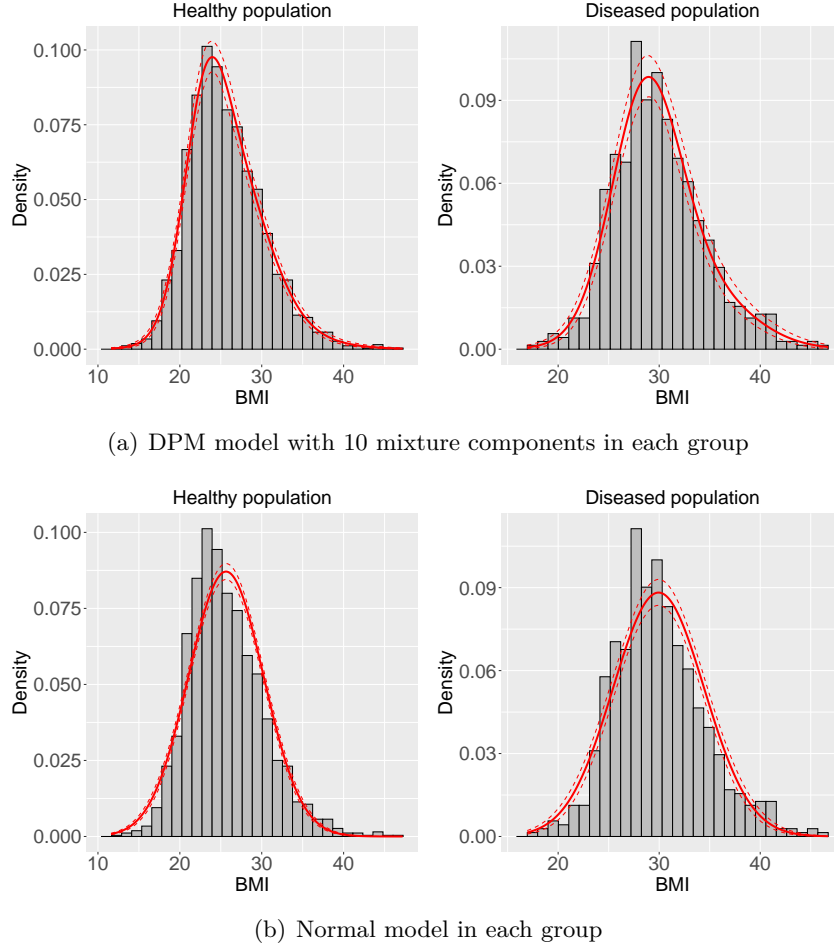 Healthy population
Diseased population
Density
0.100
0.075
0.050
0.025
0.000
10 20 30 40
BMI
Density
0.09
0.06
0.03
0.00
20 30 40
BMI
(a) DPM model with 10 mixture components in each group
Healthy population
Diseased population
Density
0.100
0.075
0.050
0.025
0.000
10 20 30 40
BMI
Density
0.09
0.06
0.03
0.00
20 30 40
BMI
(b) Normal model in each group